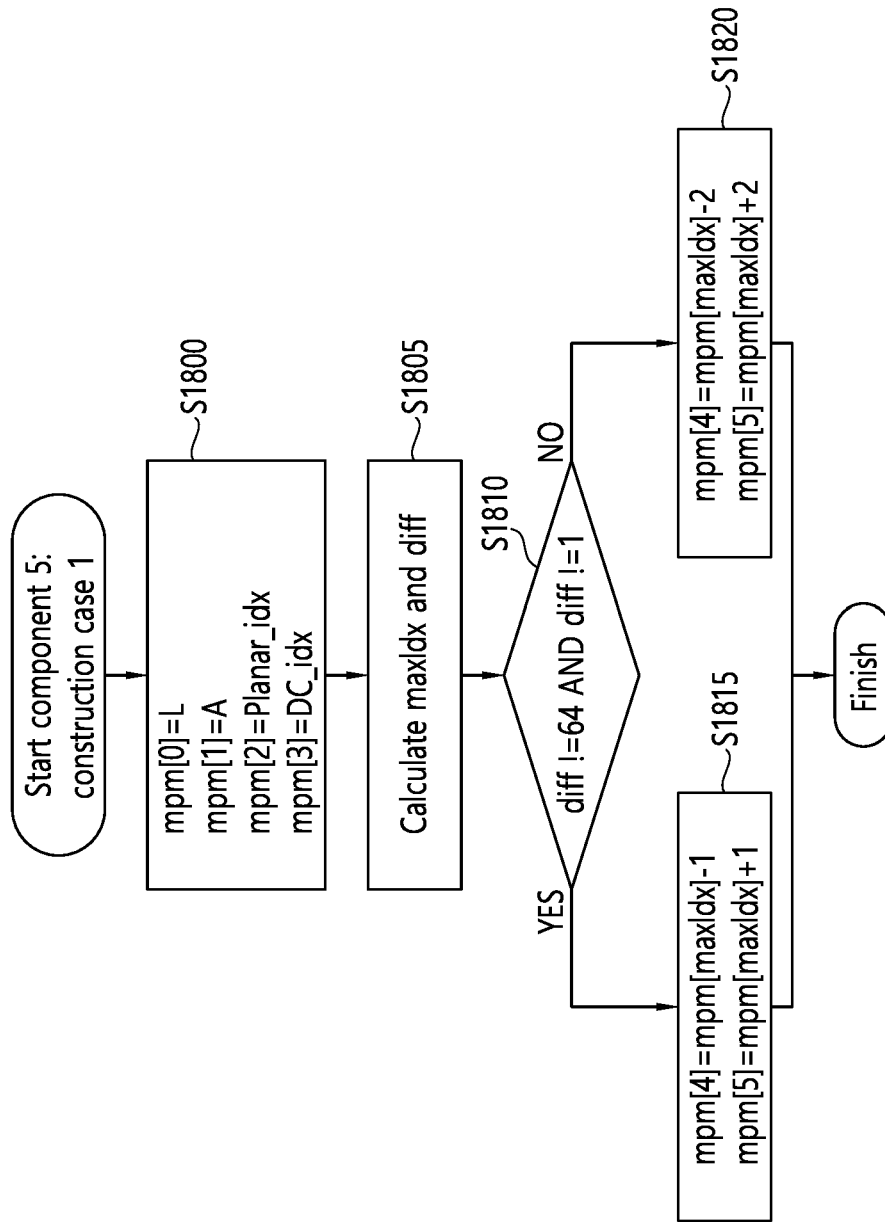 Start component 5:
construction case 1
S1800
mpm[0]=L
mpm[1]=A
mpm[2]=Planar_idx
mpm[3]=DC_idx
S1805
Calculate maxIdx and diff
S1810
diff !=64 AND diff !=1
YES
NO
S1815
mpm[4]=mpm[maxIdx]-1
mpm[5]=mpm[maxIdx]+1
S1820
mpm[4]=mpm[maxIdx]-2
mpm[5]=mpm[maxIdx]+2
Finish